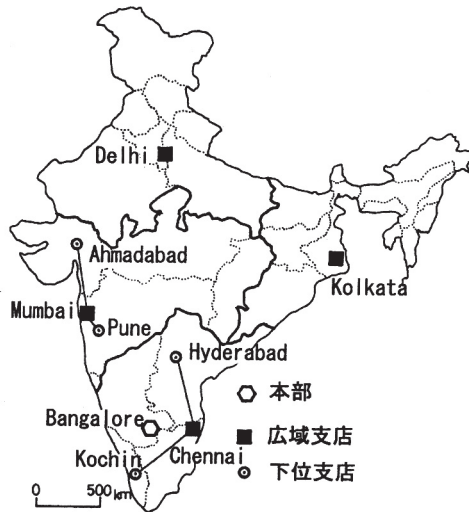 Delhi
Ahmadabad
Kolkata
Mumbai
Pune
Hyderabad
本部
Bangalore
広域支店
Chennai
Kochin
下位支店
0 500km